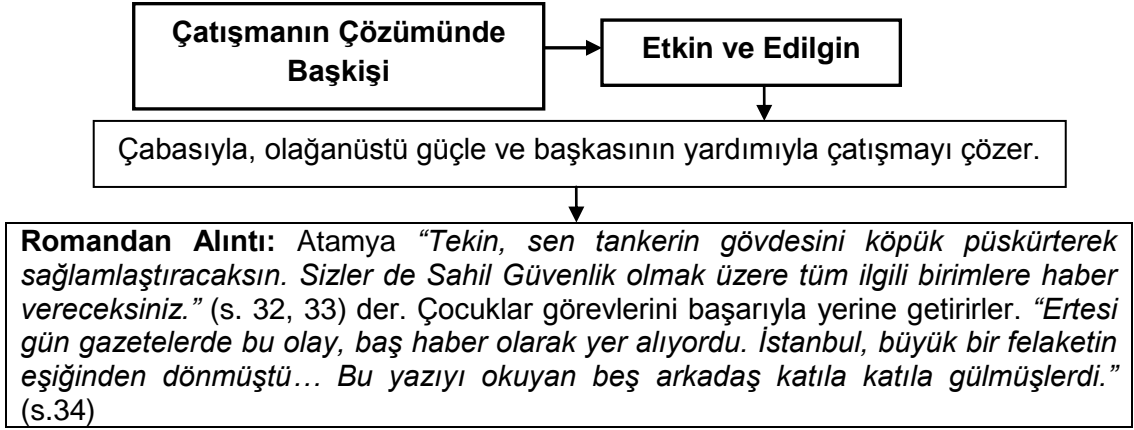 Çatışmanın Çözümünde
Başkişi
Etkin ve Edilgin
Çabasıyla, olağanüstü güçle ve başkasının yardımıyla çatışmayı çözer.
Romandan Alıntı: Atamya “Tekin, sen tankerin gövdesini köpük püskürterek
sağlamlaştıracaksın. Sizler de Sahil Güvenlik olmak üzere tüm ilgili birimlere haber
vereceksiniz.” (s. 32, 33) der. Çocuklar görevlerini başarıyla yerine getirirler. “Ertesi
gün gazetelerde bu olay, baş haber olarak yer alıyordu. İstanbul, büyük bir felaketin
eşiğinden dönmüştü… Bu yazıyı okuyan beş arkadaş katıla katıla gülmüşlerdi.”
(s.34)